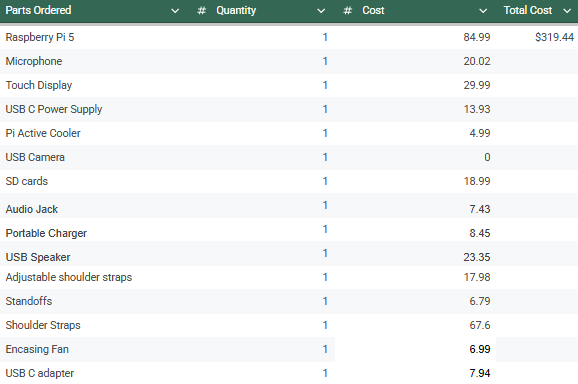 Parts Ordered # Quantity # Cost Total Cost
Raspberry Pi 5 1 84.99 $319.44
Microphone 1 20.02
Touch Display 1 29.99
USB C Power Supply 1 13.93
Pi Active Cooler 1 4.99
USB Camera 1 0
SD cards 1 18.99
Audio Jack 1 7.43
Portable Charger 1 8.45
USB Speaker 1 23.35
Adjustable shoulder straps 1 17.98
Standoffs 1 6.79
Shoulder Straps 1 67.6
Encasing Fan 1 6.99
USB C adapter 1 7.94